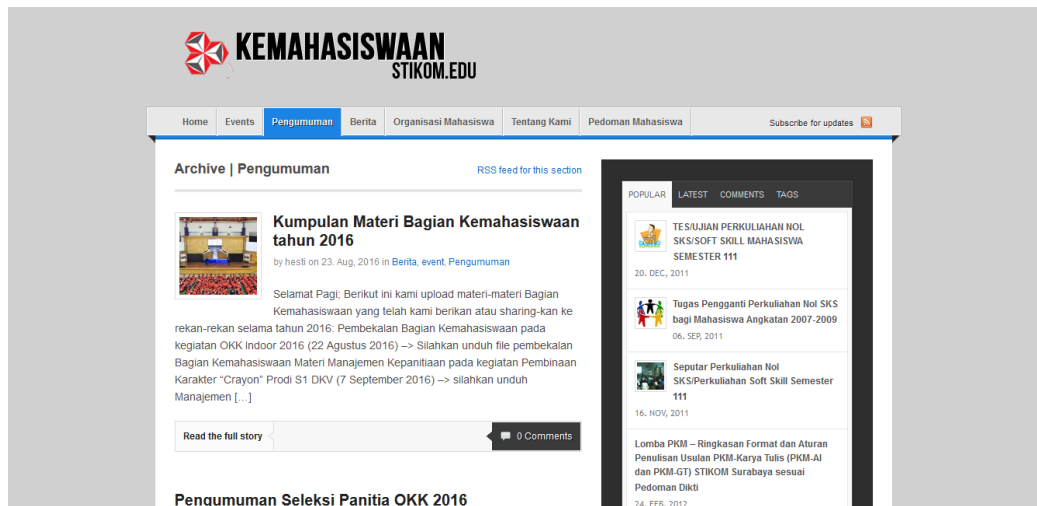 KEMAHASISWAAN
STIKOM.EDU
Home Events Pengumuman Berita Organisasi Mahasiswa Tentang Kami Pedoman Mahasiswa Subscribe for updates
Archive | Pengumuman RSS feed for this section
Kumpulan Materi Bagian Kemahasiswaan
tahun 2016
by hesti on 23. Aug, 2016 in Berita, event, Pengumuman
Selamat Pagi; Berikut ini kami upload materi-materi Bagian
Kemahasiswaan yang telah kami berikan atau sharing-kan ke
rekan-rekan selama tahun 2016: Pembekalan Bagian Kemahasiswaan pada
kegiatan OKK Indoor 2016 (22 Agustus 2016) –> Silahkan unduh file pembekalan
Bagian Kemahasiswaan Materi Manajemen Kepanitiaan pada kegiatan Pembinaan
Karakter “Crayon” Prodi S1 DKV (7 September 2016) –> silahkan unduh
Manajemen […]
Read the full story 0 Comments
Pengumuman Seleksi Panitia OKK 2016
POPULAR LATEST COMMENTS TAGS
TES/UJIAN PERKULIAHAN NOL
SKS/SOFT SKILL MAHASISWA
SEMESTER 111
20. DEC, 2011
Tugas Pengganti Perkuliahan Nol SKS
bagi Mahasiswa Angkatan 2007-2009
06. SEP, 2011
Seputar Perkuliahan Nol
SKS/Perkuliahan Soft Skill Semester
111
16. NOV, 2011
Lomba PKM – Ringkasan Format dan Aturan
Penulisan Usulan PKM-Karya Tulis (PKM-AI
dan PKM-GT) STIKOM Surabaya sesuai
Pedoman Dikti
24. FEB, 2012